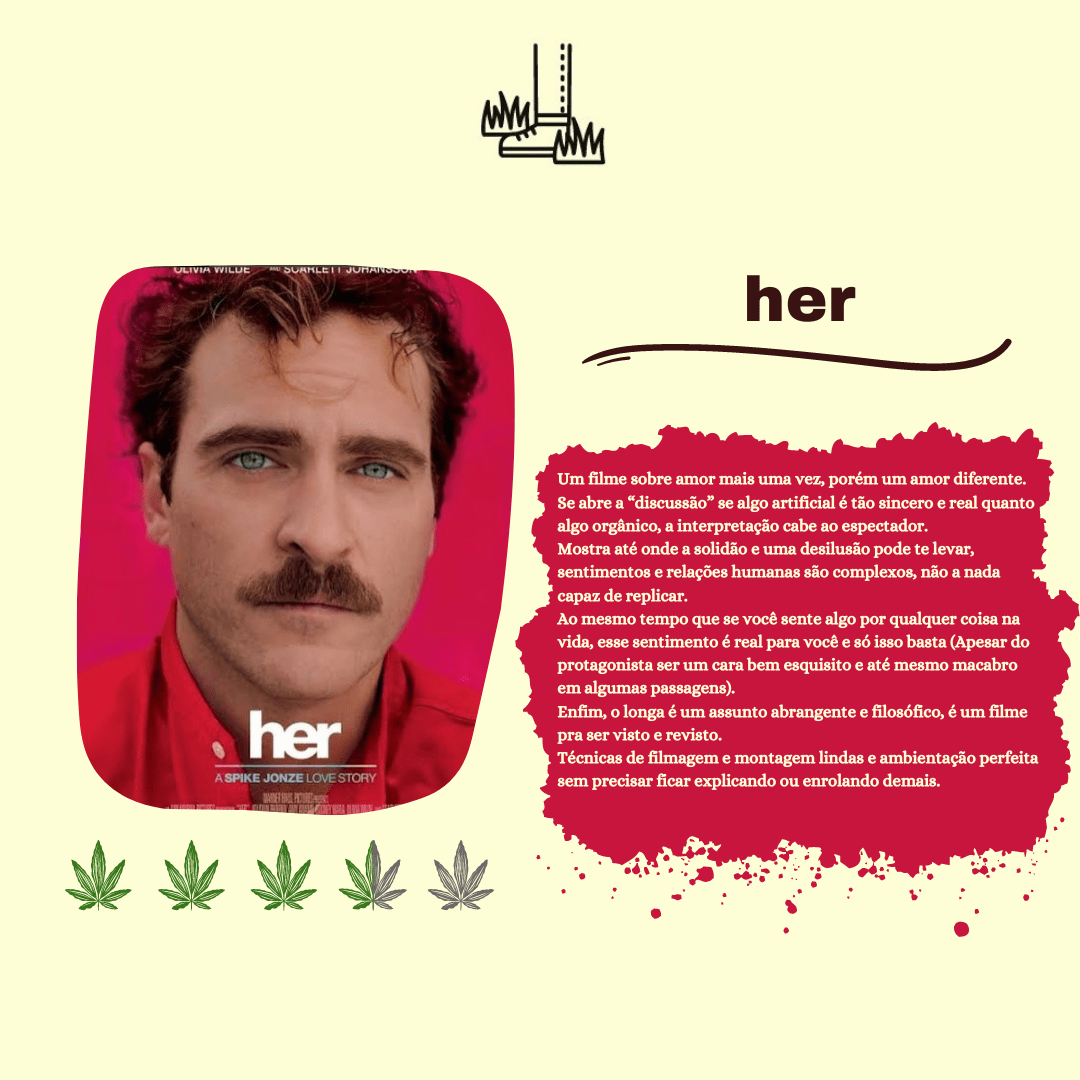 OLIVIA WILDE AND SCARLETT JOHANSSON
her
A SPIKE JONZE LOVE STORY
WARNER BROS. PICTURES
her
Um filme sobre amor mais uma vez, porém um amor diferente.
Se abre a “discussão” se algo artificial é tão sincero e real quanto
algo orgânico, a interpretação cabe ao espectador.
Mostra até onde a solidão e uma desilusão pode te levar,
sentimentos e relações humanas são complexos, não a nada
capaz de replicar.
Ao mesmo tempo que se você sente algo por qualquer coisa na
vida, esse sentimento é real para você e só isso basta (Apesar do
protagonista ser um cara bem esquisito e até mesmo macabro
em algumas passagens).
Enfim, o longa é um assunto abrangente e filosófico, é um filme
pra ser visto e revisto.
Técnicas de filmagem e montagem lindas e ambientação perfeita
sem precisar ficar explicando ou enrolando demais.